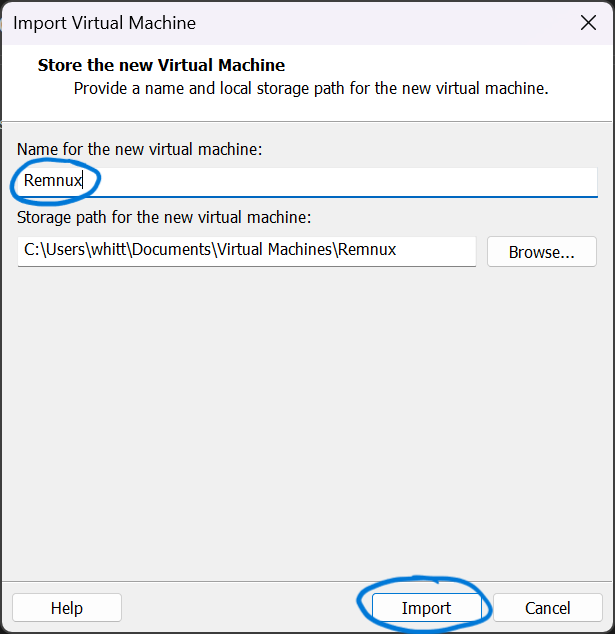 Import Virtual Machine
Store the new Virtual Machine
Provide a name and local storage path for the new virtual machine.
Name for the new virtual machine:
Remnux
Storage path for the new virtual machine:
C:\Users\whitt\Documents\Virtual Machines\Remnux
Browse...
Help
Import
Cancel